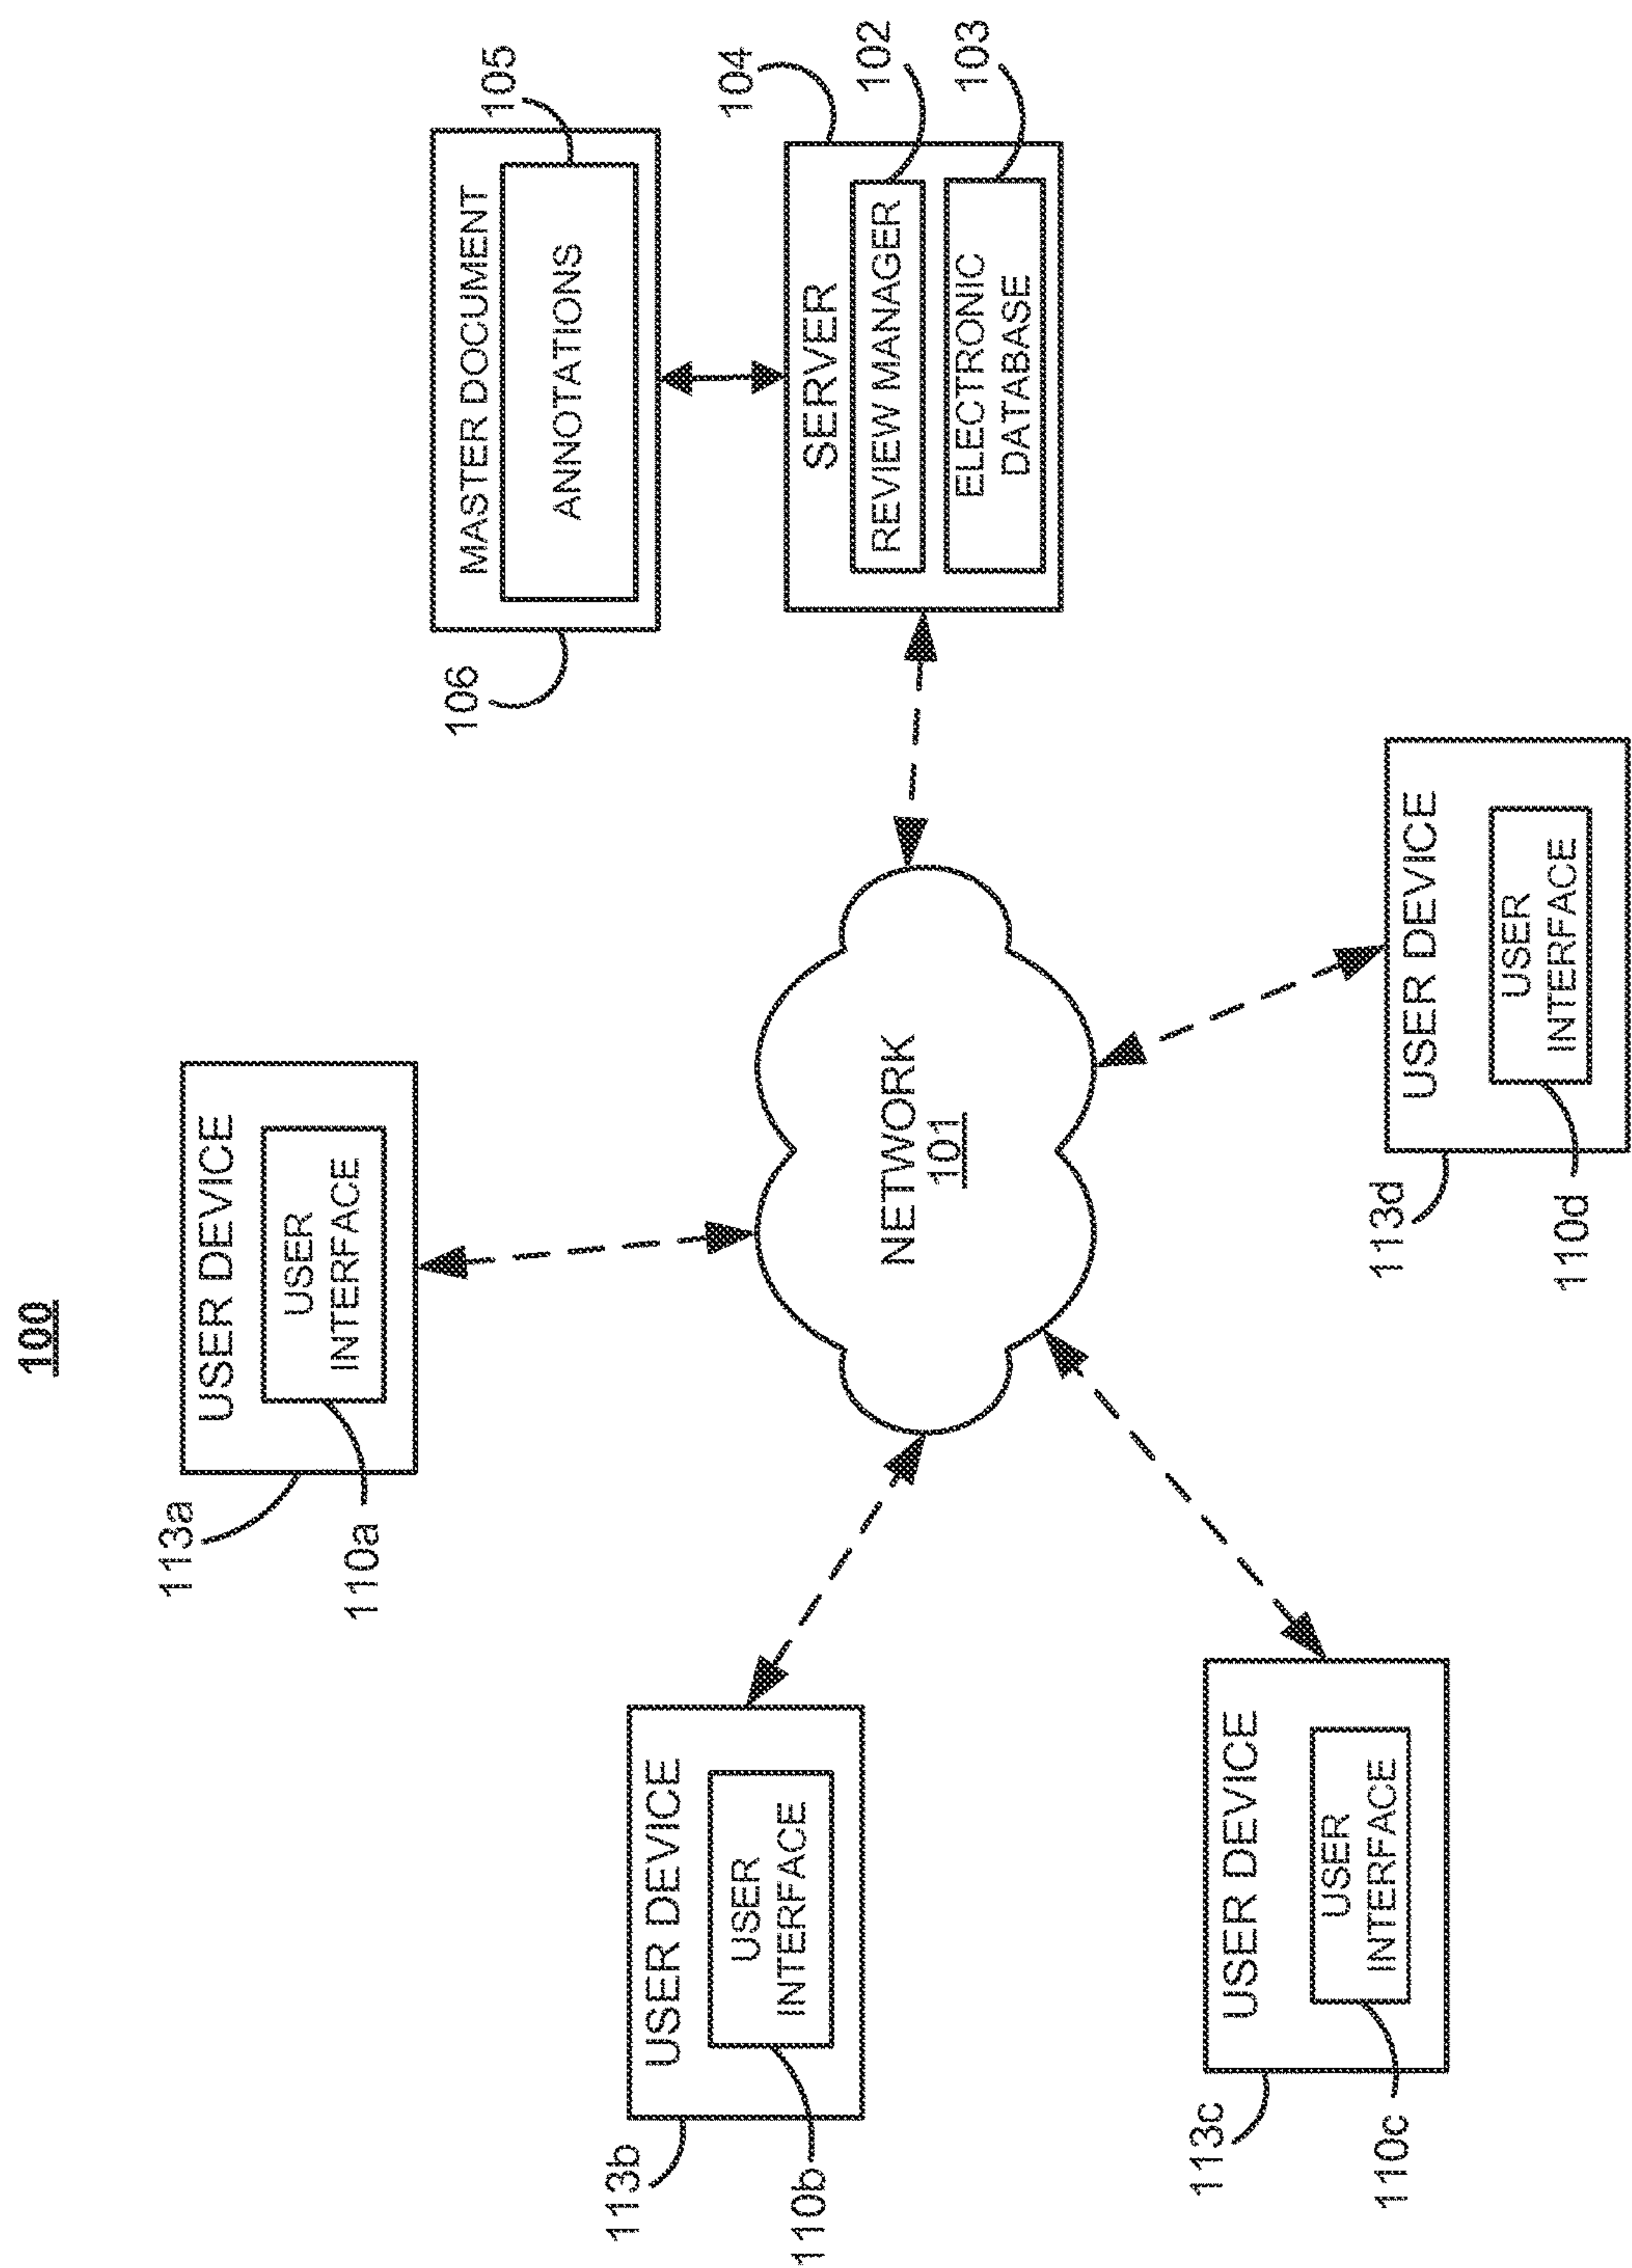 100
113a
USER DEVICE
USER
INTERFACE
110a
113b
USER DEVICE
USER
INTERFACE
110b
113c
USER DEVICE
USER
INTERFACE
110c
113d
USER DEVICE
USER
INTERFACE
110d
NETWORK
101
106
MASTER DOCUMENT
105
ANNOTATIONS
104
SERVER
102
REVIEW MANAGER
103
ELECTRONIC
DATABASE